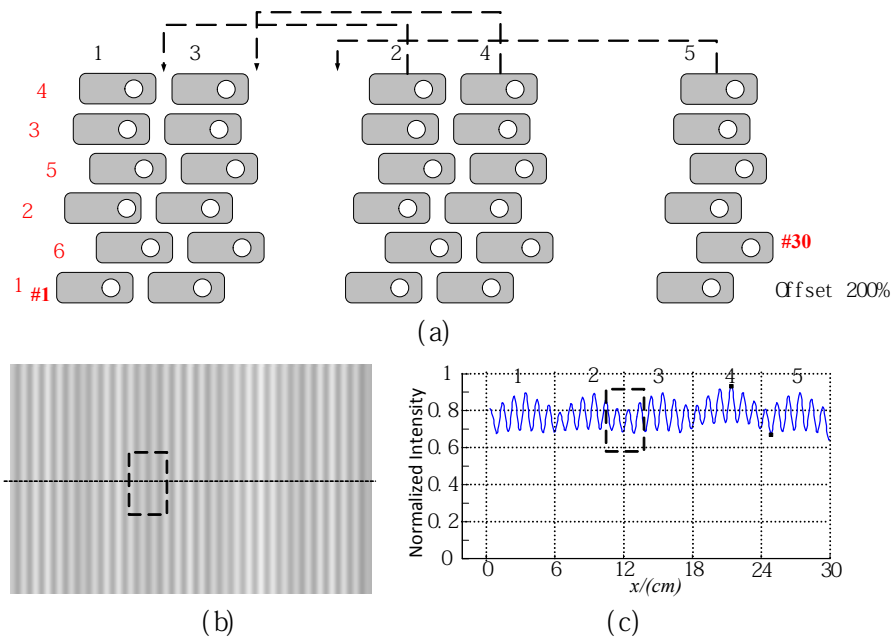 1 3 2 4 5
4
3
5
2
6 #30
1 #1 Offset 200%
(a)
1 2 3 4 5
1
0.8
0.6
0.4
0.2
0
Normalized Intensity
0 6 12 18 24 30
x/(cm)
(b) (c)